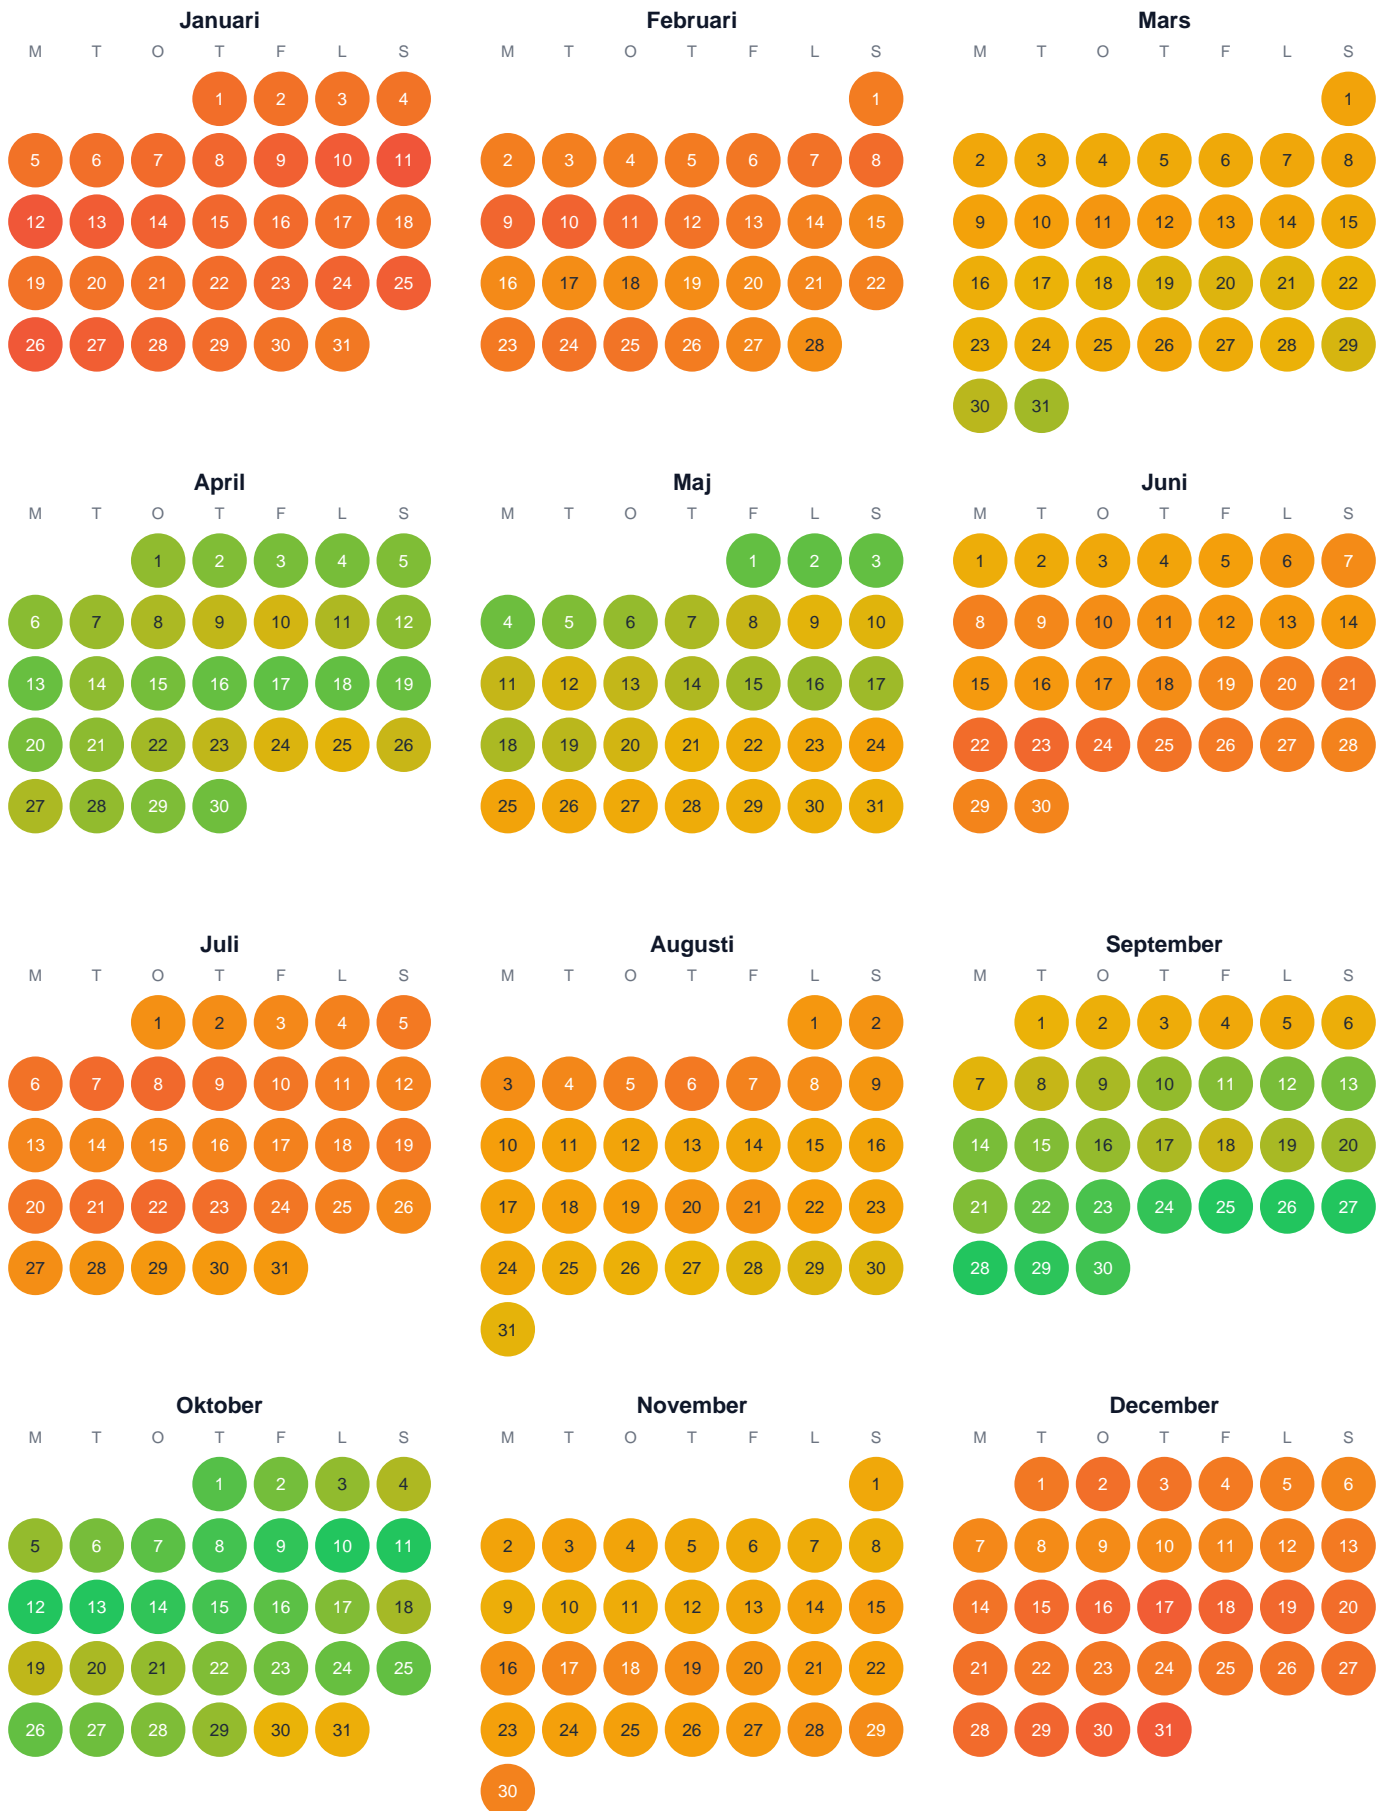 Januari
M T O T F L S
1 2 3 4
5 6 7 8 9 10 11
12 13 14 15 16 17 18
19 20 21 22 23 24 25
26 27 28 29 30 31
Februari
M T O T F L S
1
2 3 4 5 6 7 8
9 10 11 12 13 14 15
16 17 18 19 20 21 22
23 24 25 26 27 28
Mars
M T O T F L S
1
2 3 4 5 6 7 8
9 10 11 12 13 14 15
16 17 18 19 20 21 22
23 24 25 26 27 28 29
30 31
April
M T O T F L S
1 2 3 4 5
6 7 8 9 10 11 12
13 14 15 16 17 18 19
20 21 22 23 24 25 26
27 28 29 30
Maj
M T O T F L S
1 2 3
4 5 6 7 8 9 10
11 12 13 14 15 16 17
18 19 20 21 22 23 24
25 26 27 28 29 30 31
Juni
M T O T F L S
1 2 3 4 5 6 7
8 9 10 11 12 13 14
15 16 17 18 19 20 21
22 23 24 25 26 27 28
29 30
Juli
M T O T F L S
1 2 3 4 5
6 7 8 9 10 11 12
13 14 15 16 17 18 19
20 21 22 23 24 25 26
27 28 29 30 31
Augusti
M T O T F L S
1 2
3 4 5 6 7 8 9
10 11 12 13 14 15 16
17 18 19 20 21 22 23
24 25 26 27 28 29 30
31
September
M T O T F L S
1 2 3 4 5 6
7 8 9 10 11 12 13
14 15 16 17 18 19 20
21 22 23 24 25 26 27
28 29 30
Oktober
M T O T F L S
1 2 3 4
5 6 7 8 9 10 11
12 13 14 15 16 17 18
19 20 21 22 23 24 25
26 27 28 29 30 31
November
M T O T F L S
1
2 3 4 5 6 7 8
9 10 11 12 13 14 15
16 17 18 19 20 21 22
23 24 25 26 27 28 29
30
December
M T O T F L S
1 2 3 4 5 6
7 8 9 10 11 12 13
14 15 16 17 18 19 20
21 22 23 24 25 26 27
28 29 30 31